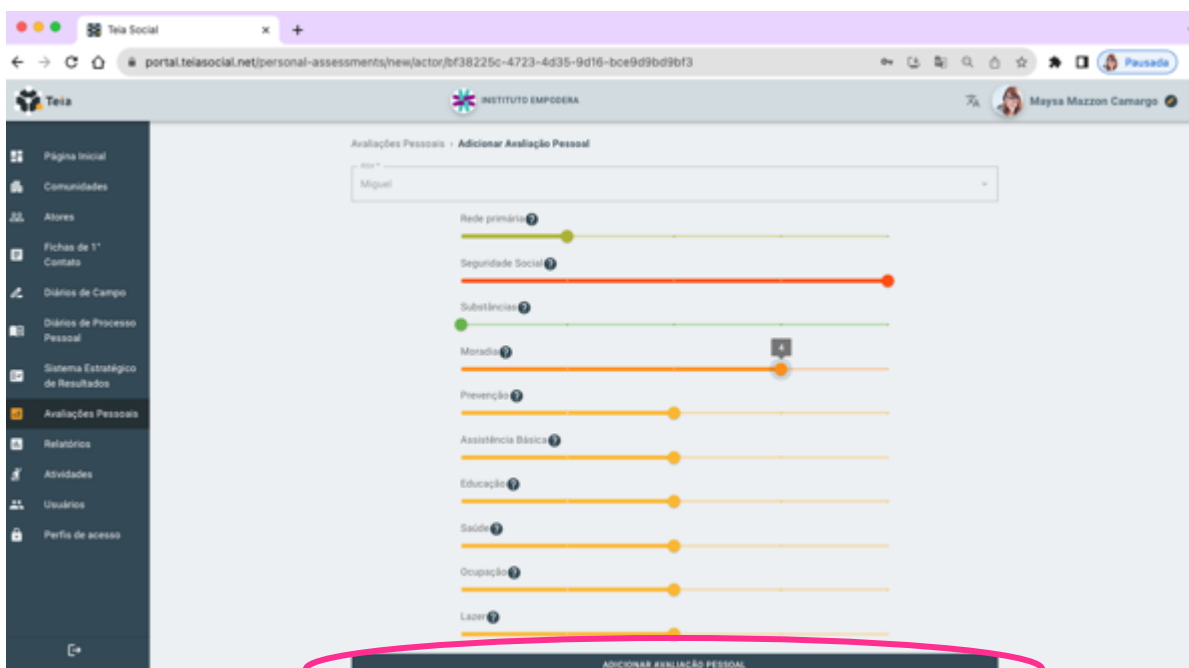 Teia Social
portal.teiasocial.net/personal-assessments/new/actor/bf38225c-4723-4d35-9d16-bce9d9bd9bf3
Pausada
Teia
INSTITUTO EMPODERA
Maysa Mazzon Camargo
Avaliações Pessoais › Adicionar Avaliação Pessoal
Ator *
Miguel
Página Inicial
Comunidades
Atores
Fichas de 1°
Contato
Diários de Campo
Diários de Processo
Pessoal
Sistema Estratégico
de Resultados
Avaliações Pessoais
Relatórios
Atividades
Usuários
Perfis de acesso
Rede primária
Seguridade Social
Substâncias
Moradia
4
Prevenção
Assistência Básica
Educação
Saúde
Ocupação
Lazer
ADICIONAR AVALIAÇÃO PESSOAL